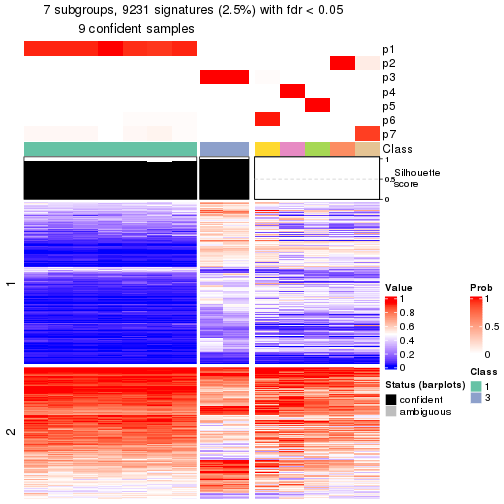 7 subgroups, 9231 signatures (2.5%) with fdr < 0.05
9 confident samples
p1
p2
p3
p4
p5
p6
p7
Class
1
0.5
0
Silhouette
score
1
2
Value
1
0.8
0.6
0.4
0.2
0
Prob
1
0.5
0
Status (barplots)
confident
ambiguous
Class
1
3